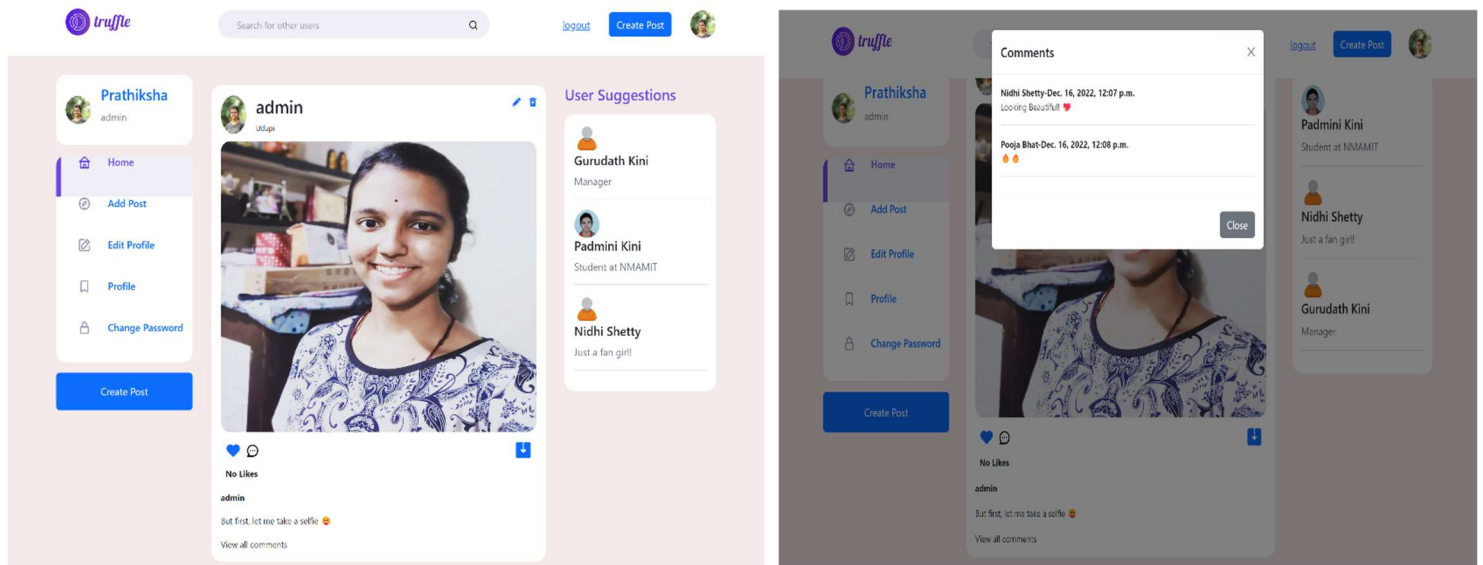 truffle
Search for other users
logout
Create Post
Prathiksha
admin
Home
Add Post
Edit Profile
Profile
Change Password
Create Post
admin
Udupi
No Likes
admin
But first, let me take a selfie 😍
View all comments
User Suggestions
Gurudath Kini
Manager
Padmini Kini
Student at NMAMIT
Nidhi Shetty
Just a fan girl!!
truffle
logout
Create Post
Prathiksha
admin
Home
Add Post
Edit Profile
Profile
Change Password
Create Post
Comments
X
Nidhi Shetty-Dec. 16, 2022, 12:07 p.m.
Looking Beautiful! ❤️
Pooja Bhat-Dec. 16, 2022, 12:08 p.m.
🔥🔥
Close
No Likes
admin
But first, let me take a selfie 😍
View all comments
Padmini Kini
Student at NMAMIT
Nidhi Shetty
Just a fan girl!!
Gurudath Kini
Manager